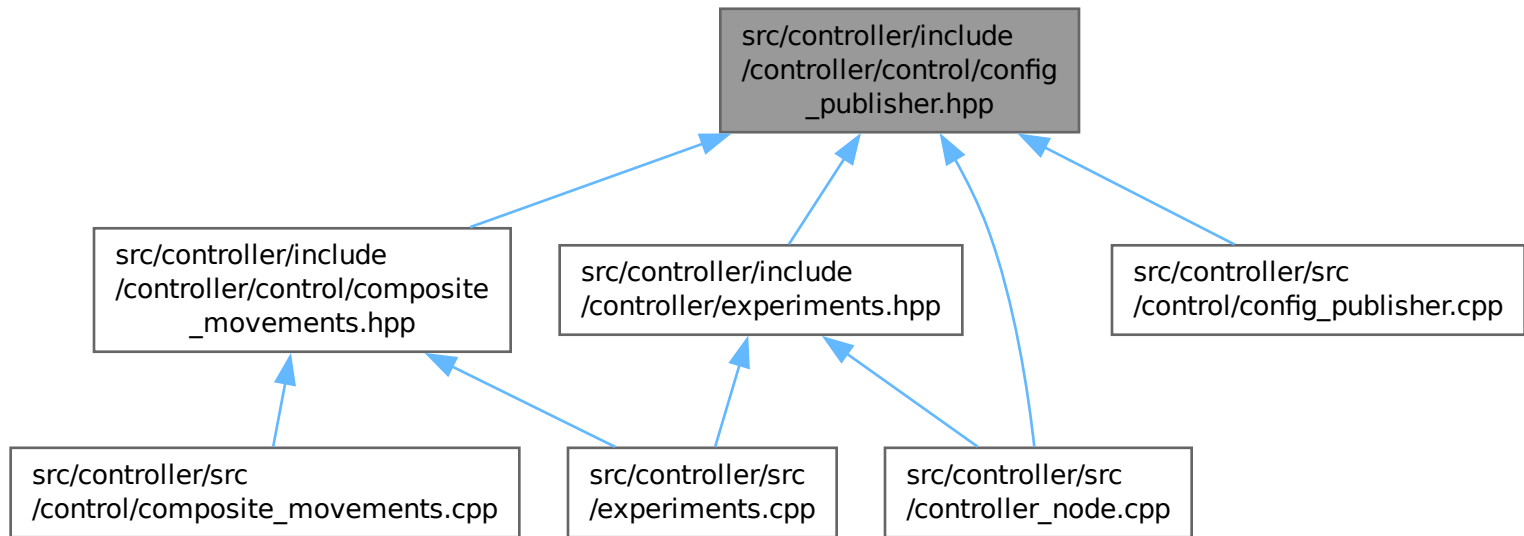 src/controller/include
/controller/control/config
_publisher.hpp
src/controller/include
/controller/control/composite
_movements.hpp
src/controller/include
/controller/experiments.hpp
src/controller/src
/control/config_publisher.cpp
src/controller/src
/control/composite_movements.cpp
src/controller/src
/experiments.cpp
src/controller/src
/controller_node.cpp